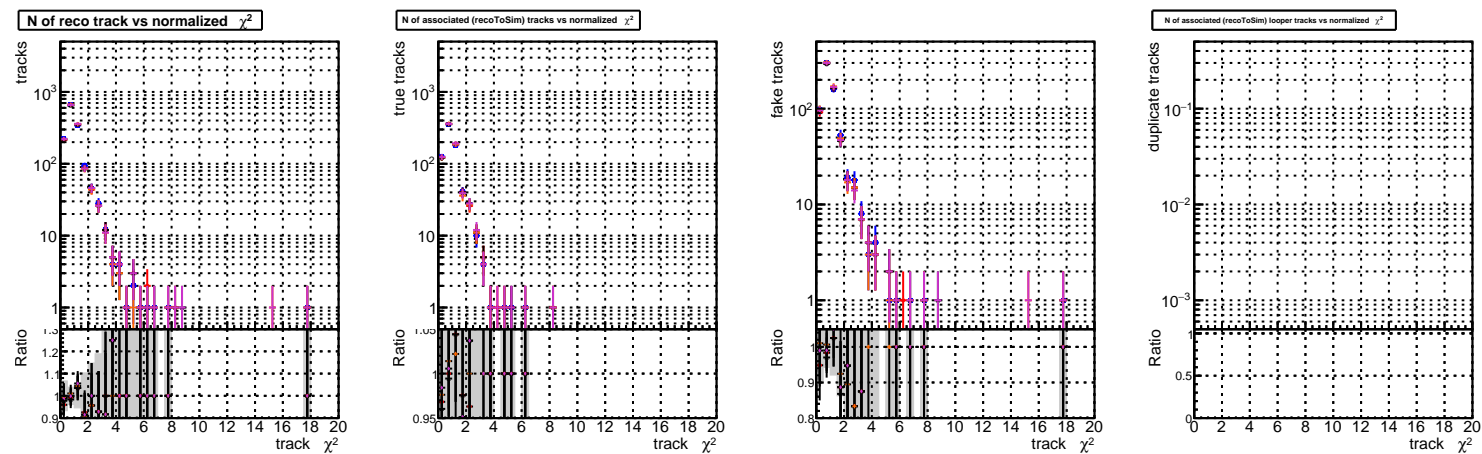 N of reco track vs normalized χ²
tracks
10³
10²
10
1
Ratio
1.3
1.2
1.1
1
0.9
0 2 4 6 8 10 12 14 16 18 20
track χ²
N of associated (recoToSim) tracks vs normalized χ²
true tracks
10³
10²
10
1
Ratio
1.05
1
0.95
0 2 4 6 8 10 12 14 16 18 20
track χ²
fake tracks
10²
10
1
Ratio
1
0.9
0.8
0 2 4 6 8 10 12 14 16 18 20
track χ²
N of associated (recoToSim) looper tracks vs normalized χ²
duplicate tracks
10⁻¹
10⁻²
10⁻³
Ratio
1
0.5
0
0 2 4 6 8 10 12 14 16 18 20
track χ²